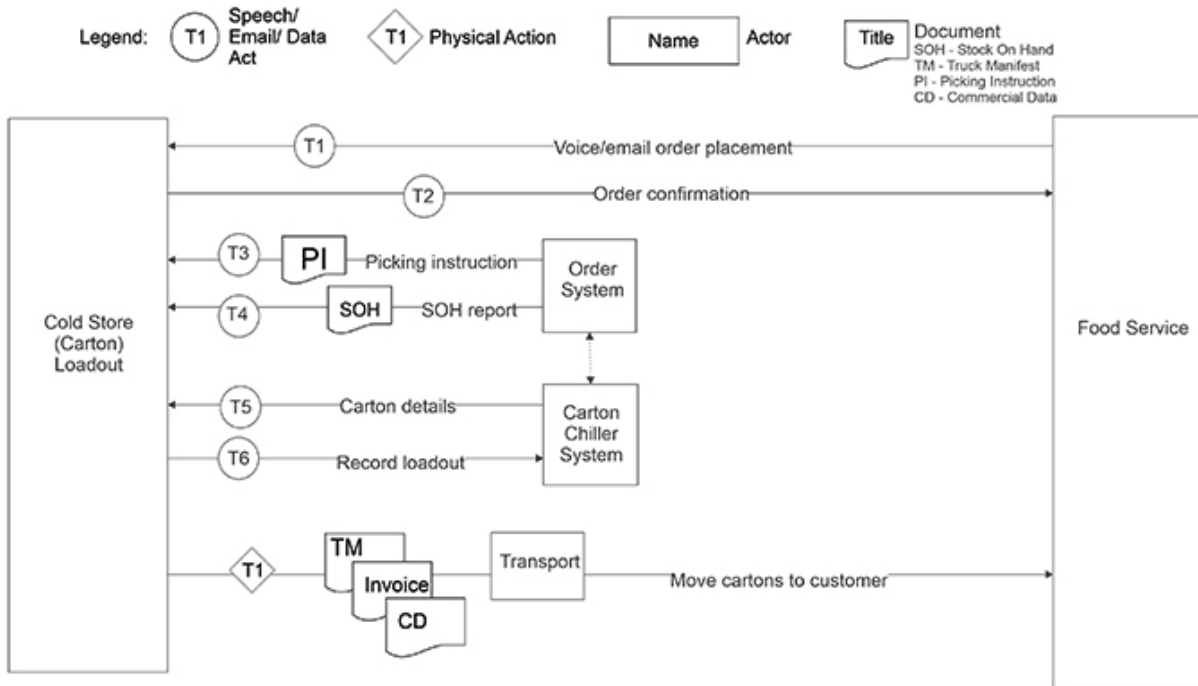 Legend:
T1
Speech/
Email/ Data
Act
T1
Physical Action
Name
Actor
Title
Document
SOH - Stock On Hand
TM - Truck Manifest
PI - Picking Instruction
CD - Commercial Data
T1
Voice/email order placement
T2
Order confirmation
T3
PI
Picking instruction
Order
System
T4
SOH
SOH report
Cold Store
(Carton)
Loadout
Food Service
T5
Carton details
Carton
Chiller
System
T6
Record loadout
T1
TM
Invoice
CD
Transport
Move cartons to customer